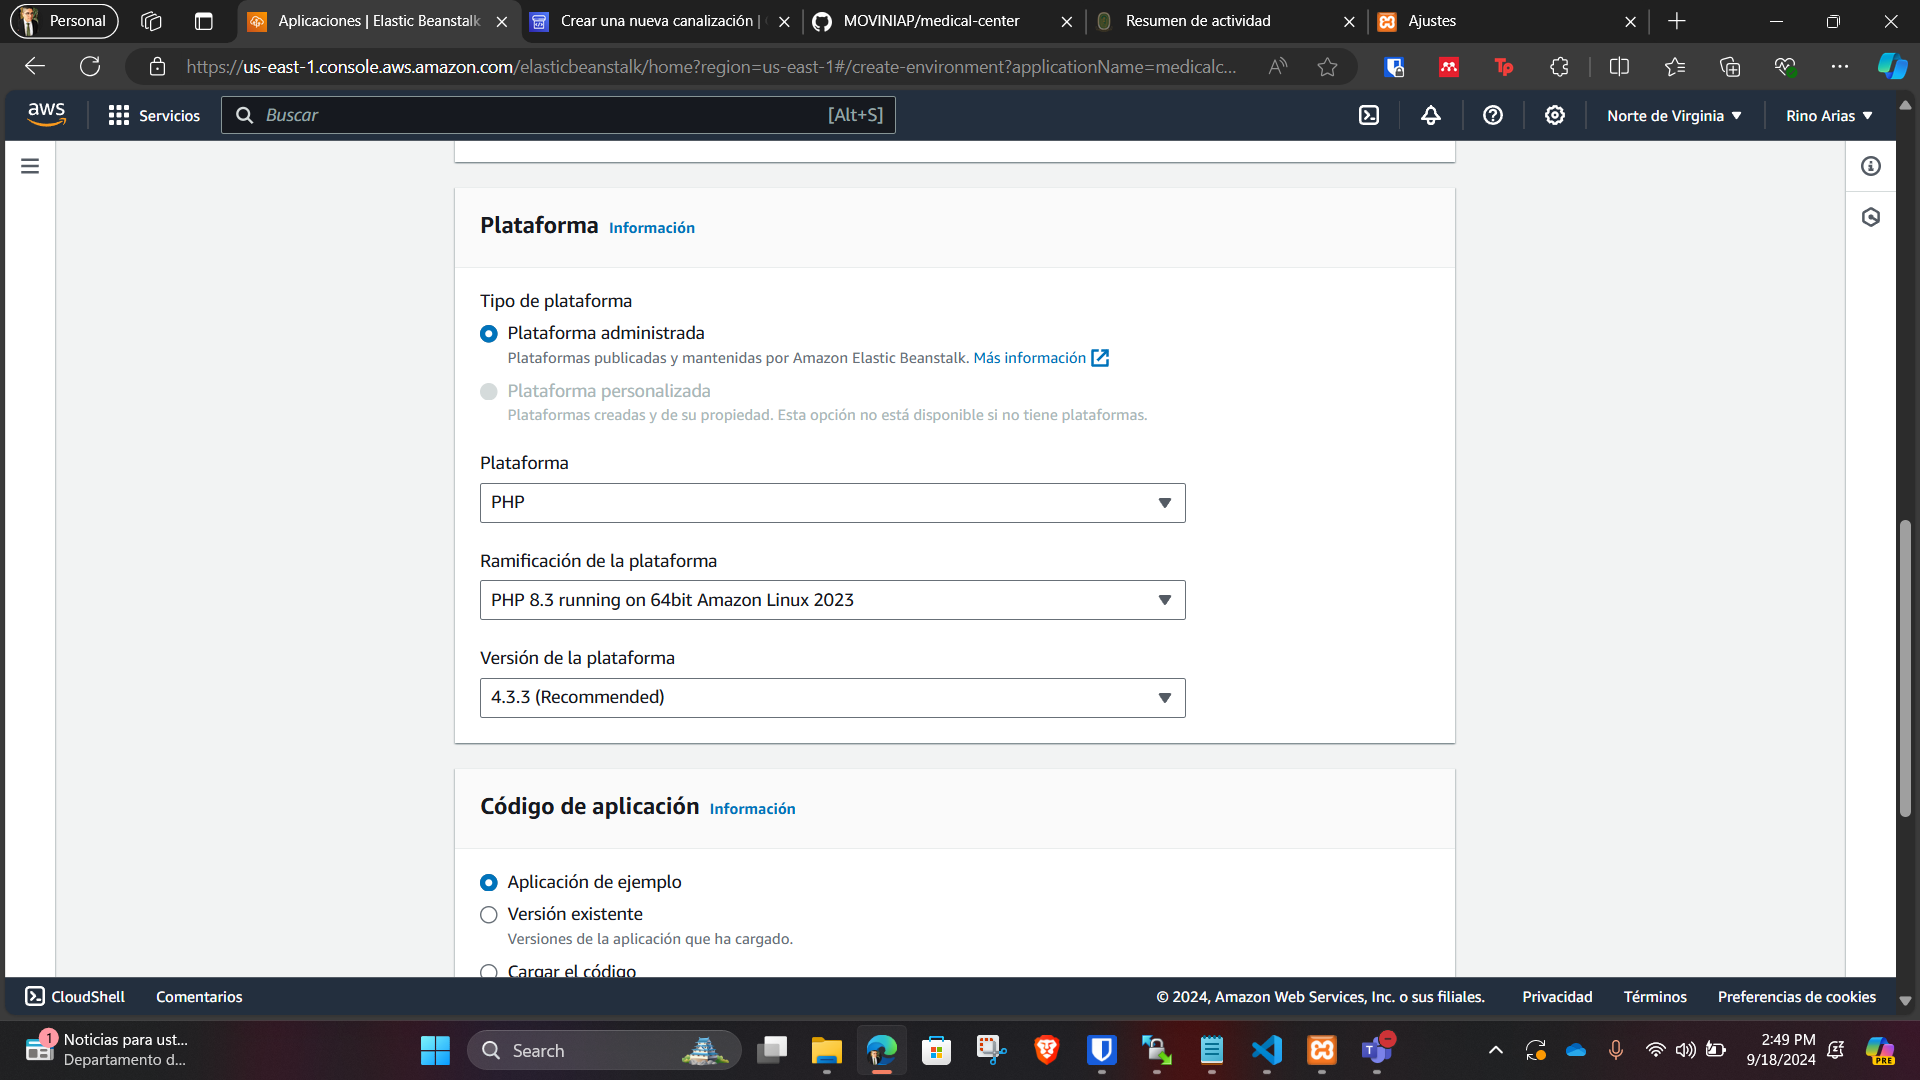 Personal
Aplicaciones | Elastic Beanstalk
Crear una nueva canalización |
MOVINIAP/medical-center
Resumen de actividad
Ajustes
https://us-east-1.console.aws.amazon.com/elasticbeanstalk/home?region=us-east-1#/create-environment?applicationName=medicalc...
aws
Servicios
Buscar
[Alt+S]
Norte de Virginia
Rino Arias
Plataforma Información
Tipo de plataforma
Plataforma administrada
Plataformas publicadas y mantenidas por Amazon Elastic Beanstalk. Más información
Plataforma personalizada
Plataformas creadas y de su propiedad. Esta opción no está disponible si no tiene plataformas.
Plataforma
PHP
Ramificación de la plataforma
PHP 8.3 running on 64bit Amazon Linux 2023
Versión de la plataforma
4.3.3 (Recommended)
Código de aplicación Información
Aplicación de ejemplo
Versión existente
Versiones de la aplicación que ha cargado.
Cargar el código
CloudShell
Comentarios
© 2024, Amazon Web Services, Inc. o sus filiales.
Privacidad
Términos
Preferencias de cookies
1
Noticias para ust...
Departamento d...
Search
2:49 PM
9/18/2024
PRE